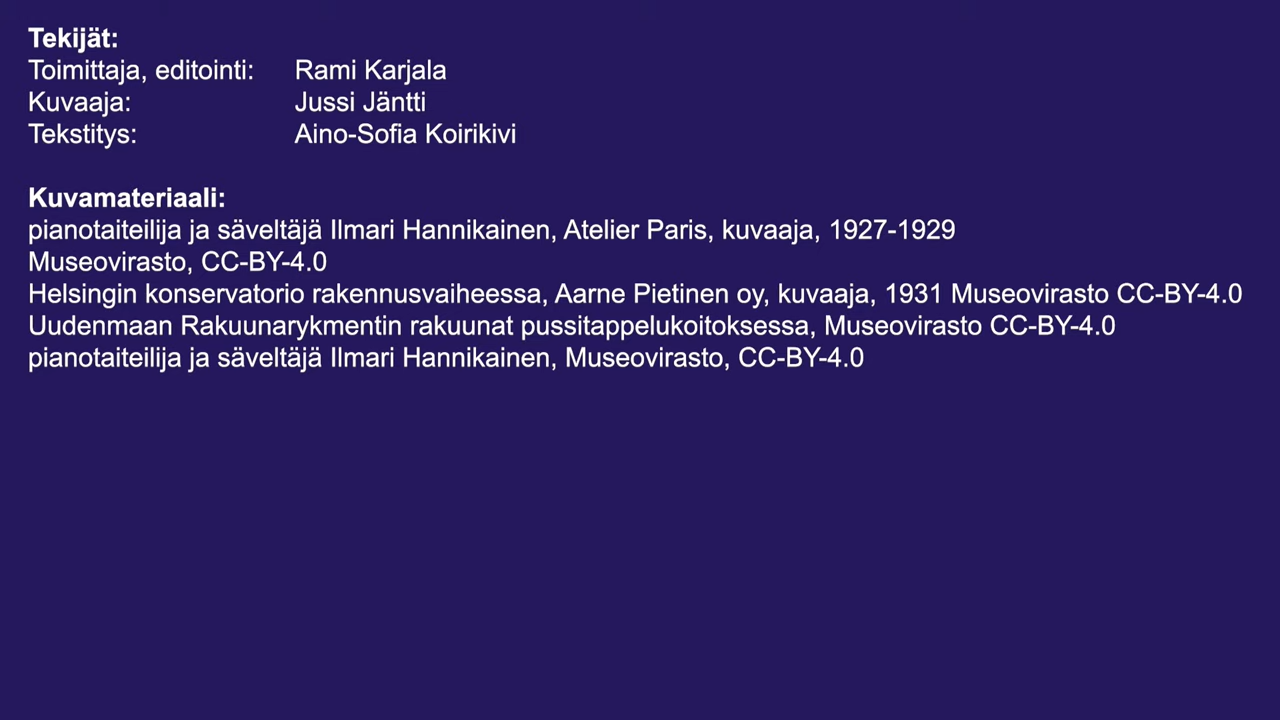 Tekijät:
Toimittaja, editointi: Rami Karjala
Kuvaaja: Jussi Jäntti
Tekstitys: Aino-Sofia Koirikivi
Kuvamateriaali:
pianotaiteilija ja säveltäjä Ilmari Hannikainen, Atelier Paris, kuvaaja, 1927-1929
Museovirasto, CC-BY-4.0
Helsingin konservatorio rakennusvaiheessa, Aarne Pietinen oy, kuvaaja, 1931 Museovirasto CC-BY-4.0
Uudenmaan Rakuunarykmentin rakuunat pussitappelukoitoksessa, Museovirasto CC-BY-4.0
pianotaiteilija ja säveltäjä Ilmari Hannikainen, Museovirasto, CC-BY-4.0